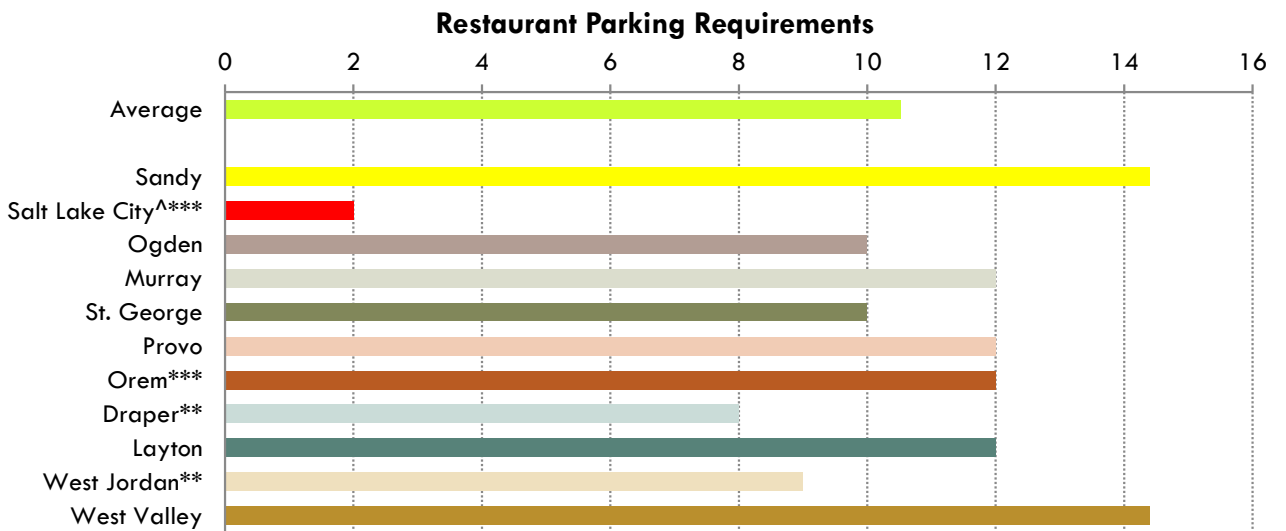 Restaurant Parking Requirements
0 2 4 6 8 10 12 14 16
Average
Sandy
Salt Lake City^***
Ogden
Murray
St. George
Provo
Orem***
Draper**
Layton
West Jordan**
West Valley